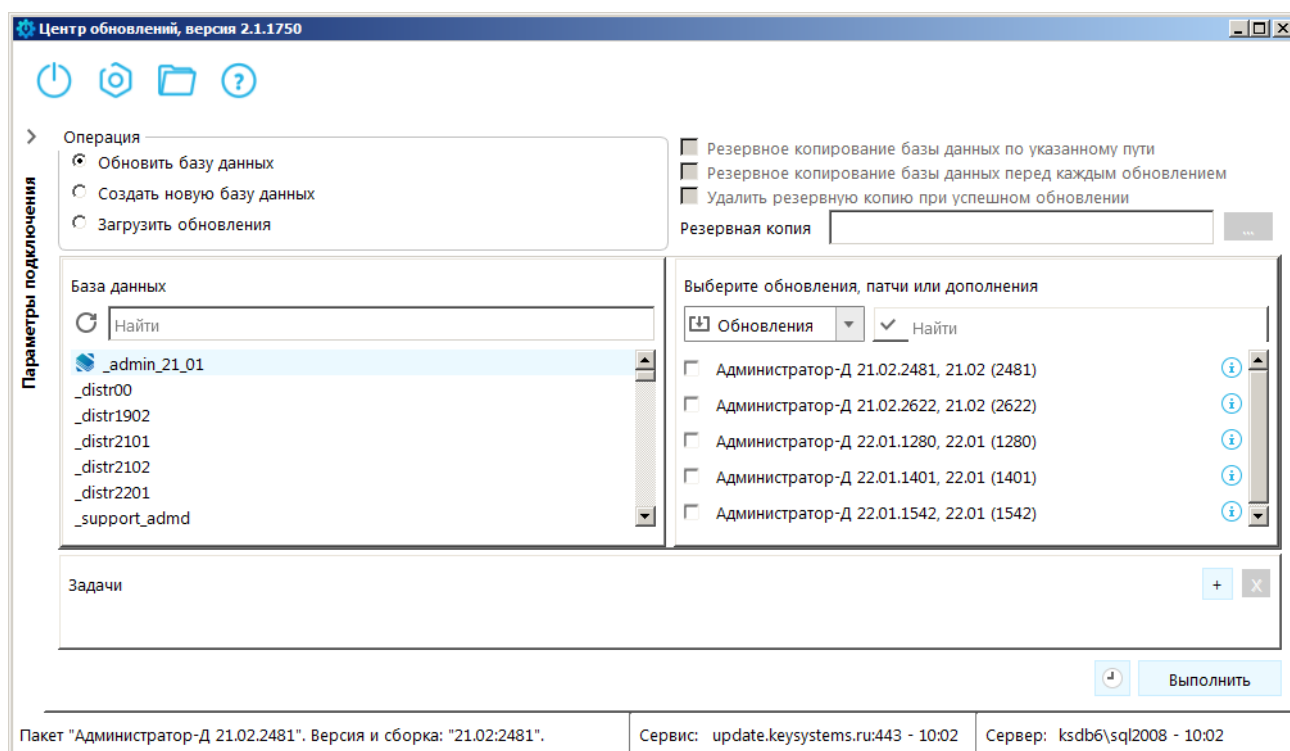 Центр обновлений, версия 2.1.1750
Операция
Обновить базу данных
Создать новую базу данных
Загрузить обновления
Резервное копирование базы данных по указанному пути
Резервное копирование базы данных перед каждым обновлением
Удалить резервную копию при успешном обновлении
Резервная копия
...
Параметры подключения
База данных
Найти
_admin_21_01
_distr00
_distr1902
_distr2101
_distr2102
_distr2201
_support_admd
Выберите обновления, патчи или дополнения
Обновления
Найти
Администратор-Д 21.02.2481, 21.02 (2481)
Администратор-Д 21.02.2622, 21.02 (2622)
Администратор-Д 22.01.1280, 22.01 (1280)
Администратор-Д 22.01.1401, 22.01 (1401)
Администратор-Д 22.01.1542, 22.01 (1542)
Задачи
+ X
Выполнить
Пакет "Администратор-Д 21.02.2481". Версия и сборка: "21.02:2481".
Сервис: update.keysystems.ru:443 - 10:02
Сервер: ksdb6\sql2008 - 10:02